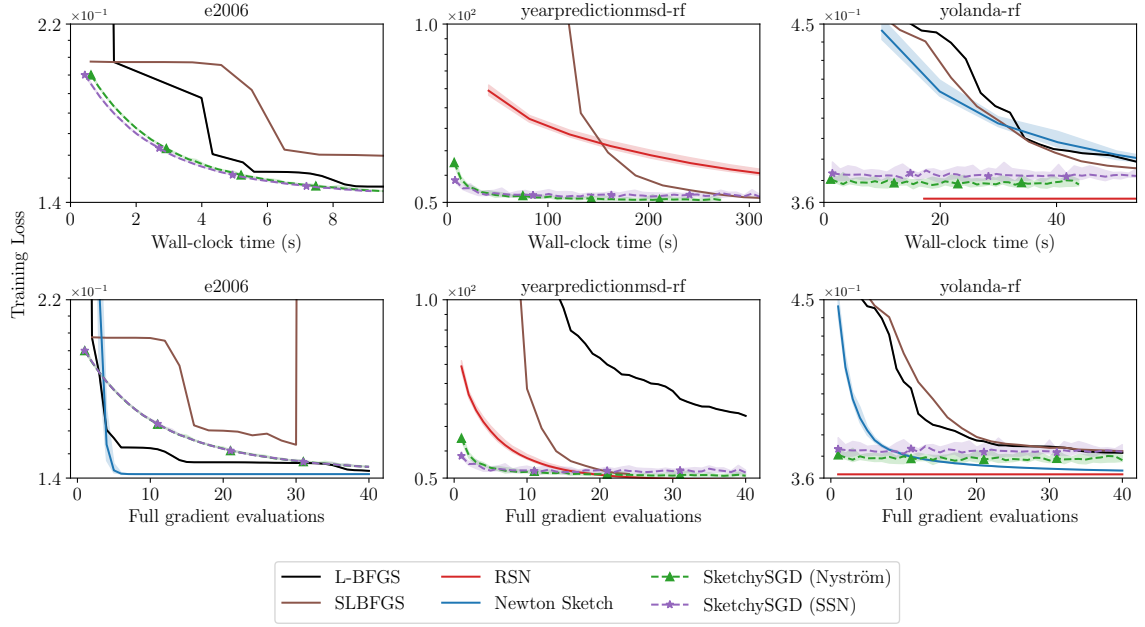 e2006
×10⁻¹
2.2
1.4
0 2 4 6 8
Wall-clock time (s)
yearpredictionmsd-rf
×10²
1.0
0.5
0 100 200 300
Wall-clock time (s)
yolanda-rf
×10⁻¹
4.5
3.6
20 40
Wall-clock time (s)
Training Loss
e2006
×10⁻¹
2.2
1.4
0 10 20 30 40
Full gradient evaluations
yearpredictionmsd-rf
×10²
1.0
0.5
0 10 20 30 40
Full gradient evaluations
yolanda-rf
×10⁻¹
4.5
3.6
0 10 20 30 40
Full gradient evaluations
L-BFGS RSN SketchySGD (Nyström)
SLBFGS Newton Sketch SketchySGD (SSN)